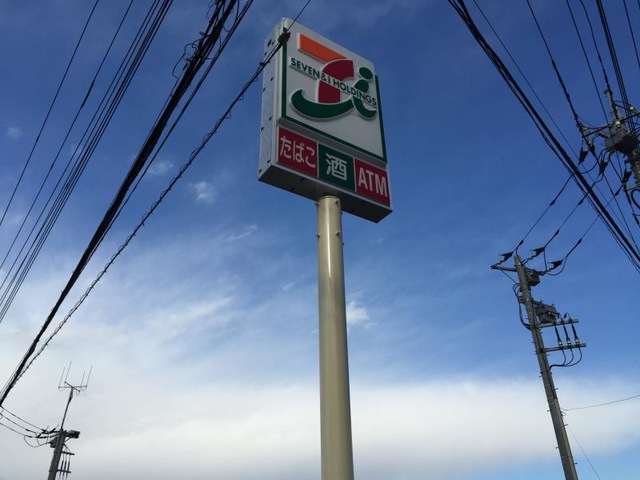 SEVEN & i HOLDINGS
たばこ 酒 ATM